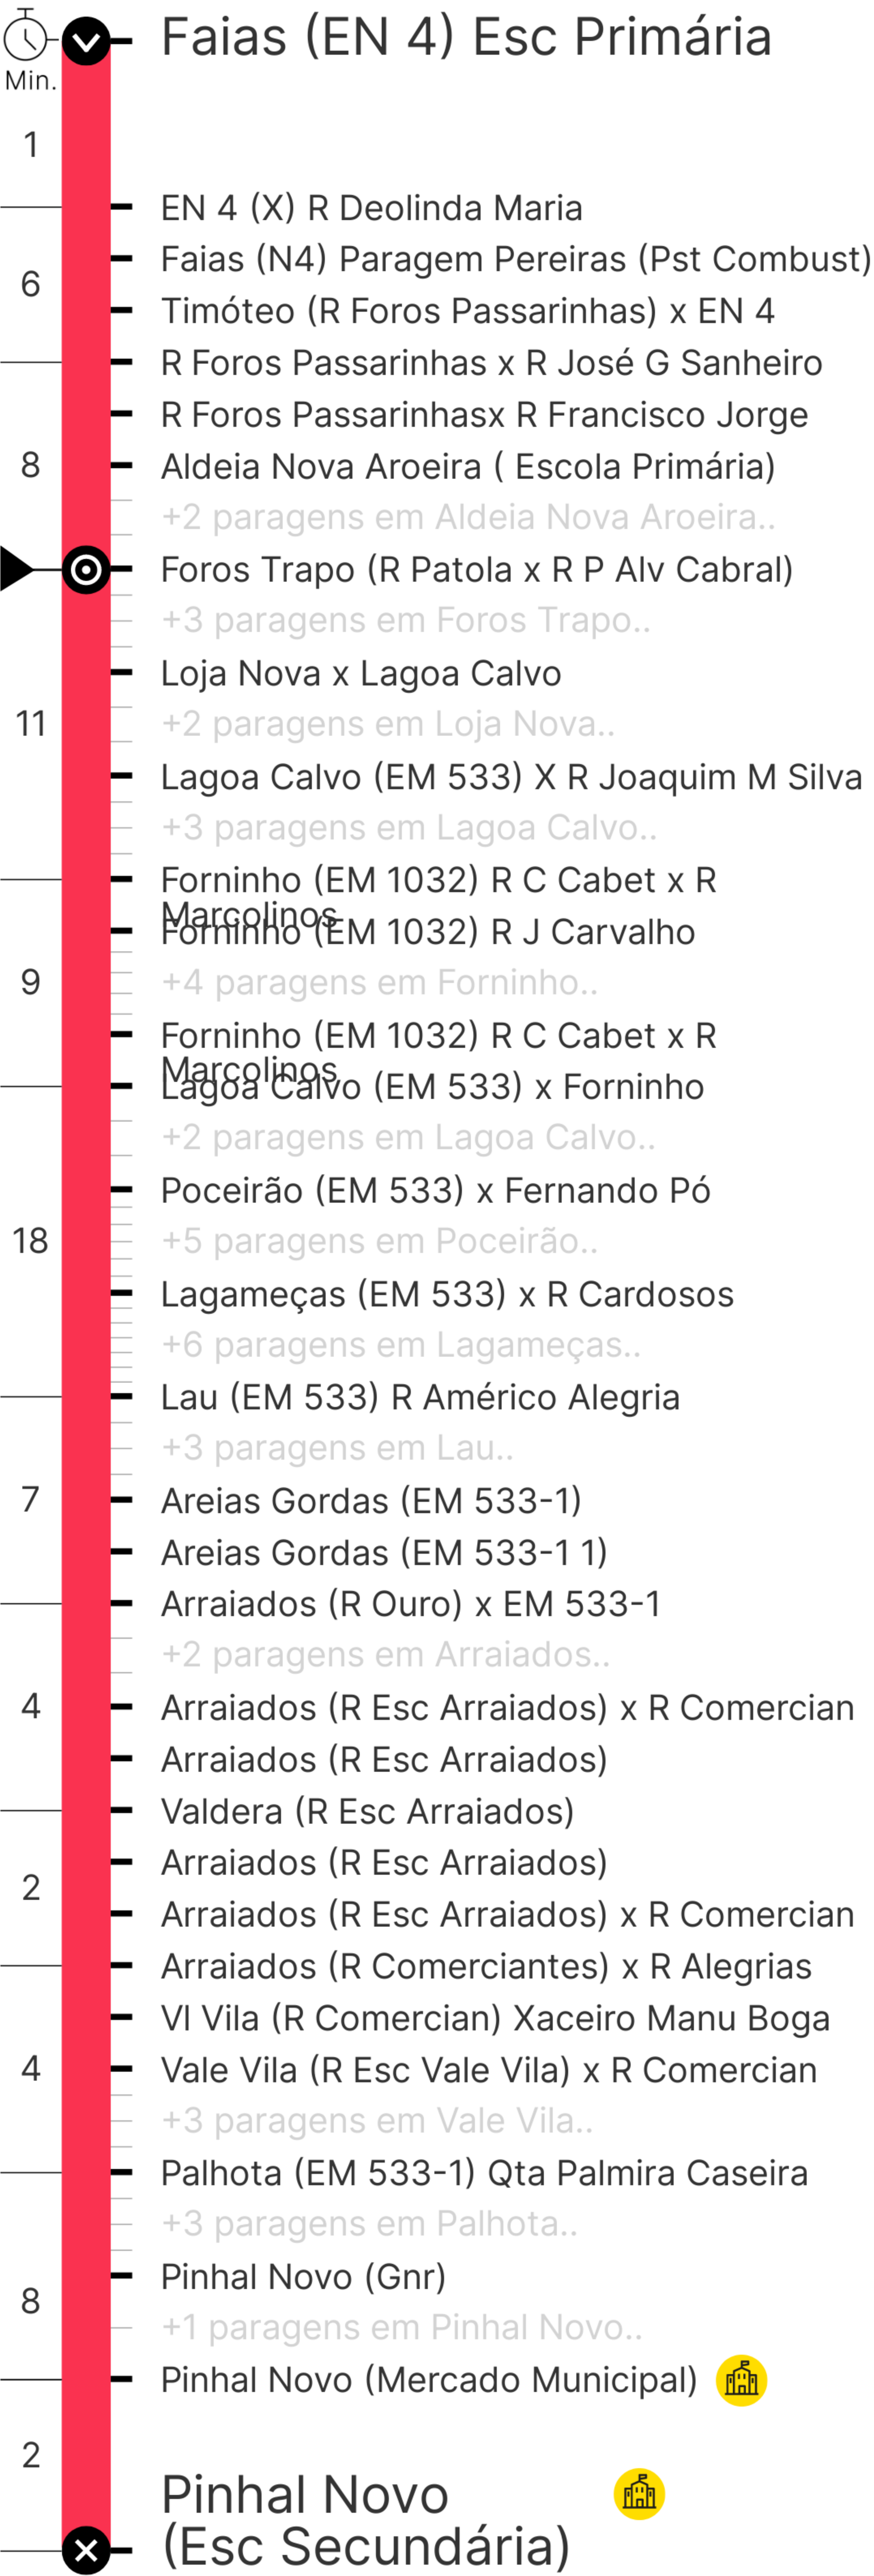 Faias (EN 4) Esc Primária
Min.
1
EN 4 (X) R Deolinda Maria
Faias (N4) Paragem Pereiras (Pst Combust)
6
Timóteo (R Foros Passarinhas) x EN 4
R Foros Passarinhas x R José G Sanheiro
R Foros Passarinhasx R Francisco Jorge
8
Aldeia Nova Aroeira ( Escola Primária)
+2 paragens em Aldeia Nova Aroeira..
Foros Trapo (R Patola x R P Alv Cabral)
+3 paragens em Foros Trapo..
Loja Nova x Lagoa Calvo
11
+2 paragens em Loja Nova..
Lagoa Calvo (EM 533) X R Joaquim M Silva
+3 paragens em Lagoa Calvo..
Forninho (EM 1032) R C Cabet x R
Marcolinos
Forninho (EM 1032) R J Carvalho
9
+4 paragens em Forninho..
Forninho (EM 1032) R C Cabet x R
Marcolinos
Lagoa Calvo (EM 533) x Forninho
+2 paragens em Lagoa Calvo..
Poceirão (EM 533) x Fernando Pó
18
+5 paragens em Poceirão..
Lagameças (EM 533) x R Cardosos
+6 paragens em Lagameças..
Lau (EM 533) R Américo Alegria
+3 paragens em Lau..
7
Areias Gordas (EM 533-1)
Areias Gordas (EM 533-1 1)
Arraiados (R Ouro) x EM 533-1
+2 paragens em Arraiados..
4
Arraiados (R Esc Arraiados) x R Comercian
Arraiados (R Esc Arraiados)
Valdera (R Esc Arraiados)
Arraiados (R Esc Arraiados)
2
Arraiados (R Esc Arraiados) x R Comercian
Arraiados (R Comerciantes) x R Alegrias
Vl Vila (R Comercian) Xaceiro Manu Boga
4
Vale Vila (R Esc Vale Vila) x R Comercian
+3 paragens em Vale Vila..
Palhota (EM 533-1) Qta Palmira Caseira
+3 paragens em Palhota..
Pinhal Novo (Gnr)
8
+1 paragens em Pinhal Novo..
Pinhal Novo (Mercado Municipal)
2
Pinhal Novo
(Esc Secundária)